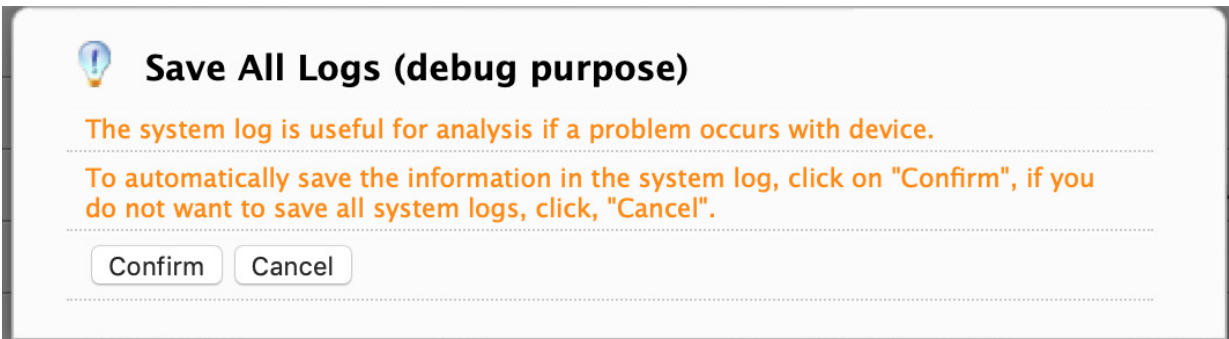 Save All Logs (debug purpose)
The system log is useful for analysis if a problem occurs with device.
To automatically save the information in the system log, click on "Confirm", if you
do not want to save all system logs, click, "Cancel".
Confirm Cancel